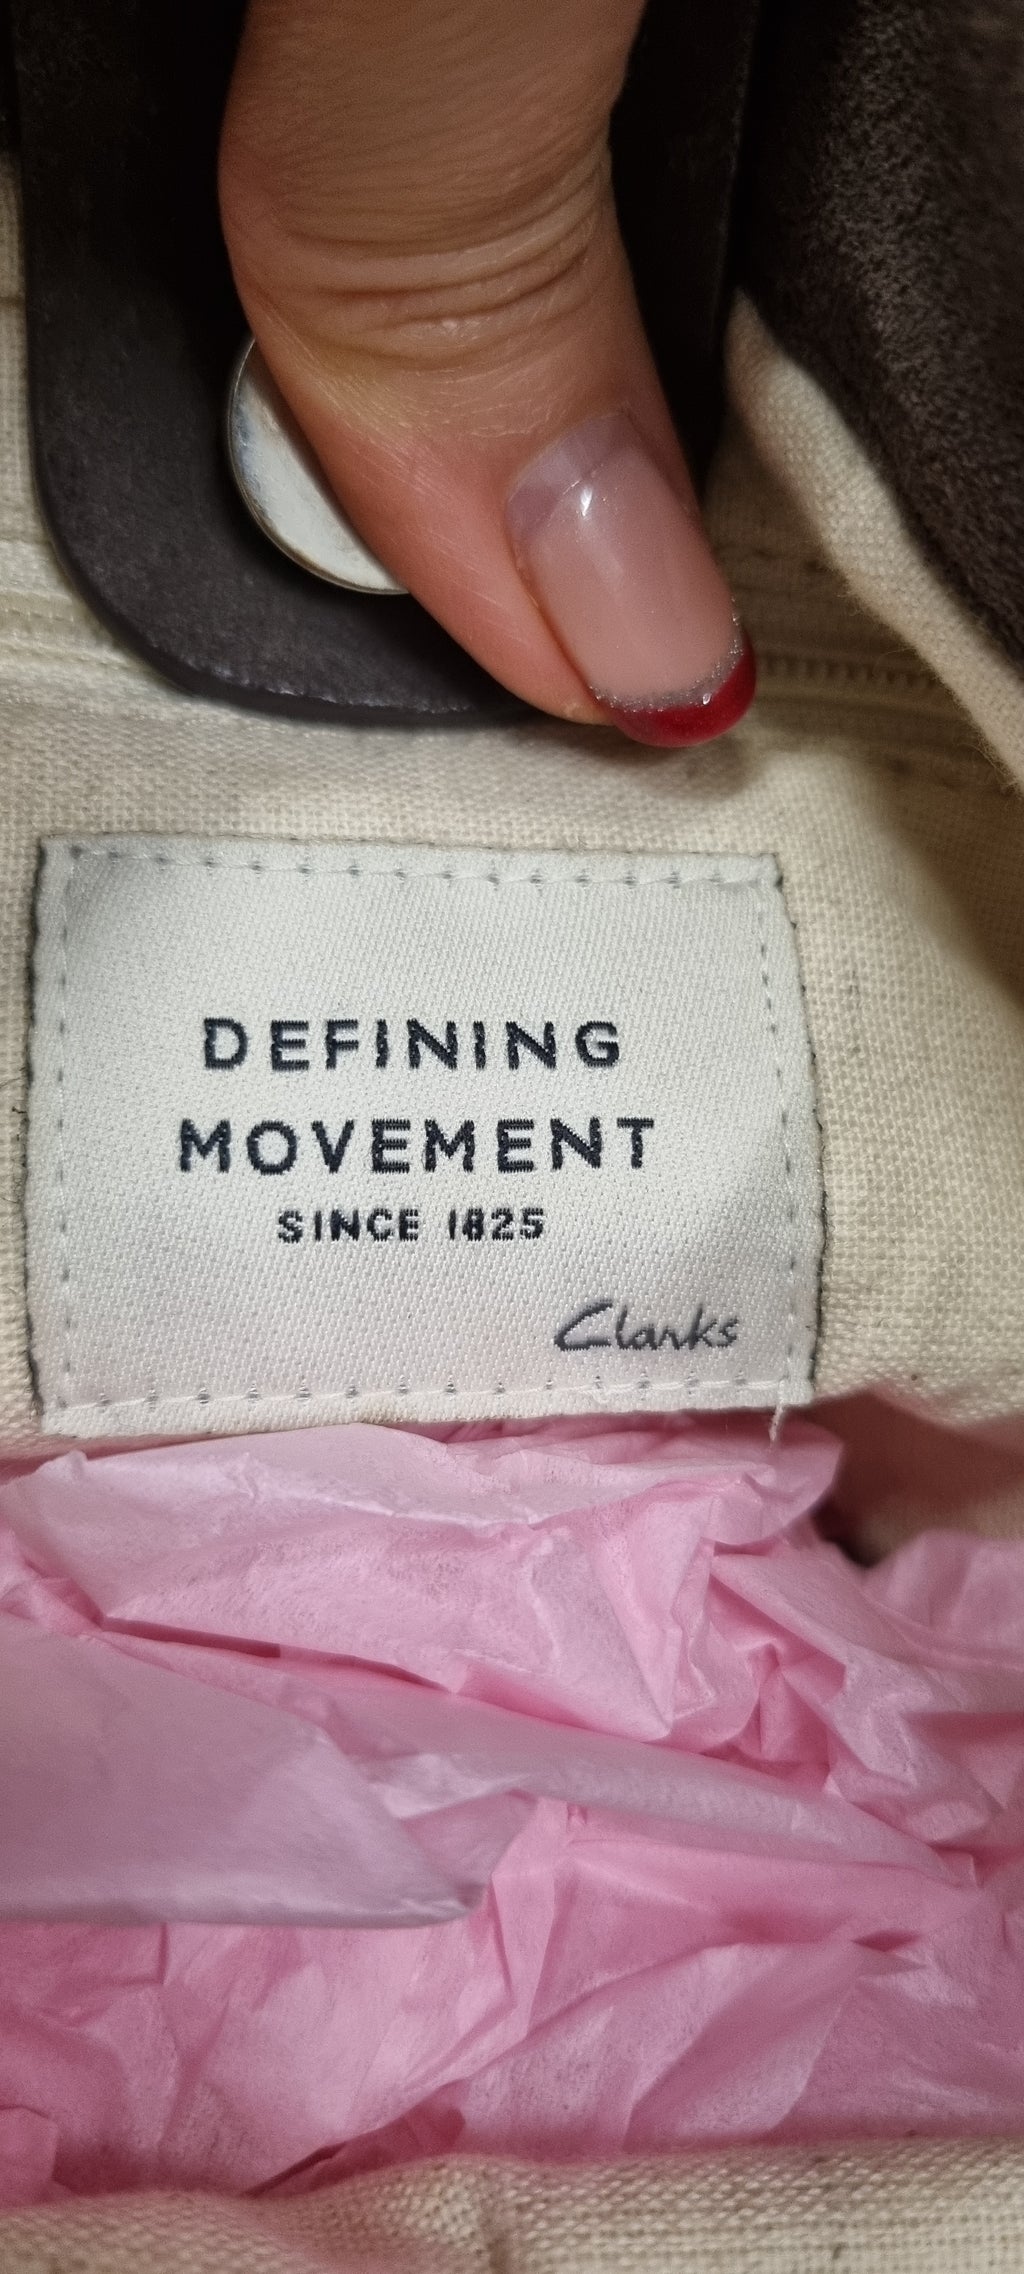 DEFINING
MOVEMENT
SINCE 1825
Clarks